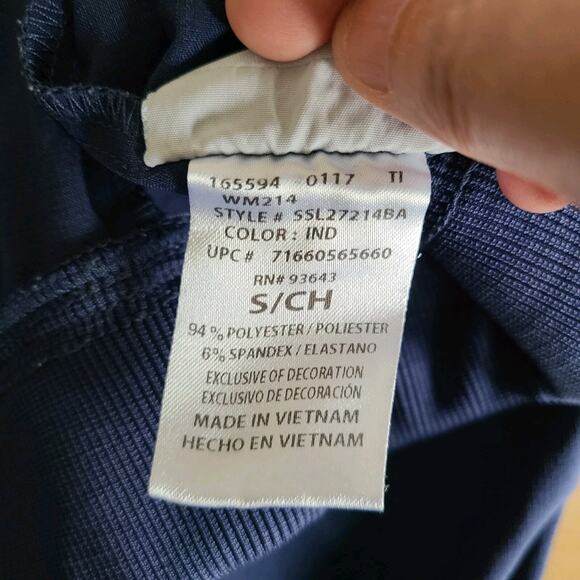 165594 0117 TI
WM214
STYLE # SSL27214BA
COLOR : IND
UPC # 71660565660
RN# 93643
S/CH
94 % POLYESTER / POLIESTER
6% SPANDEX / ELASTANO
EXCLUSIVE OF DECORATION
EXCLUSIVO DE DECORACIÓN
MADE IN VIETNAM
HECHO EN VIETNAM